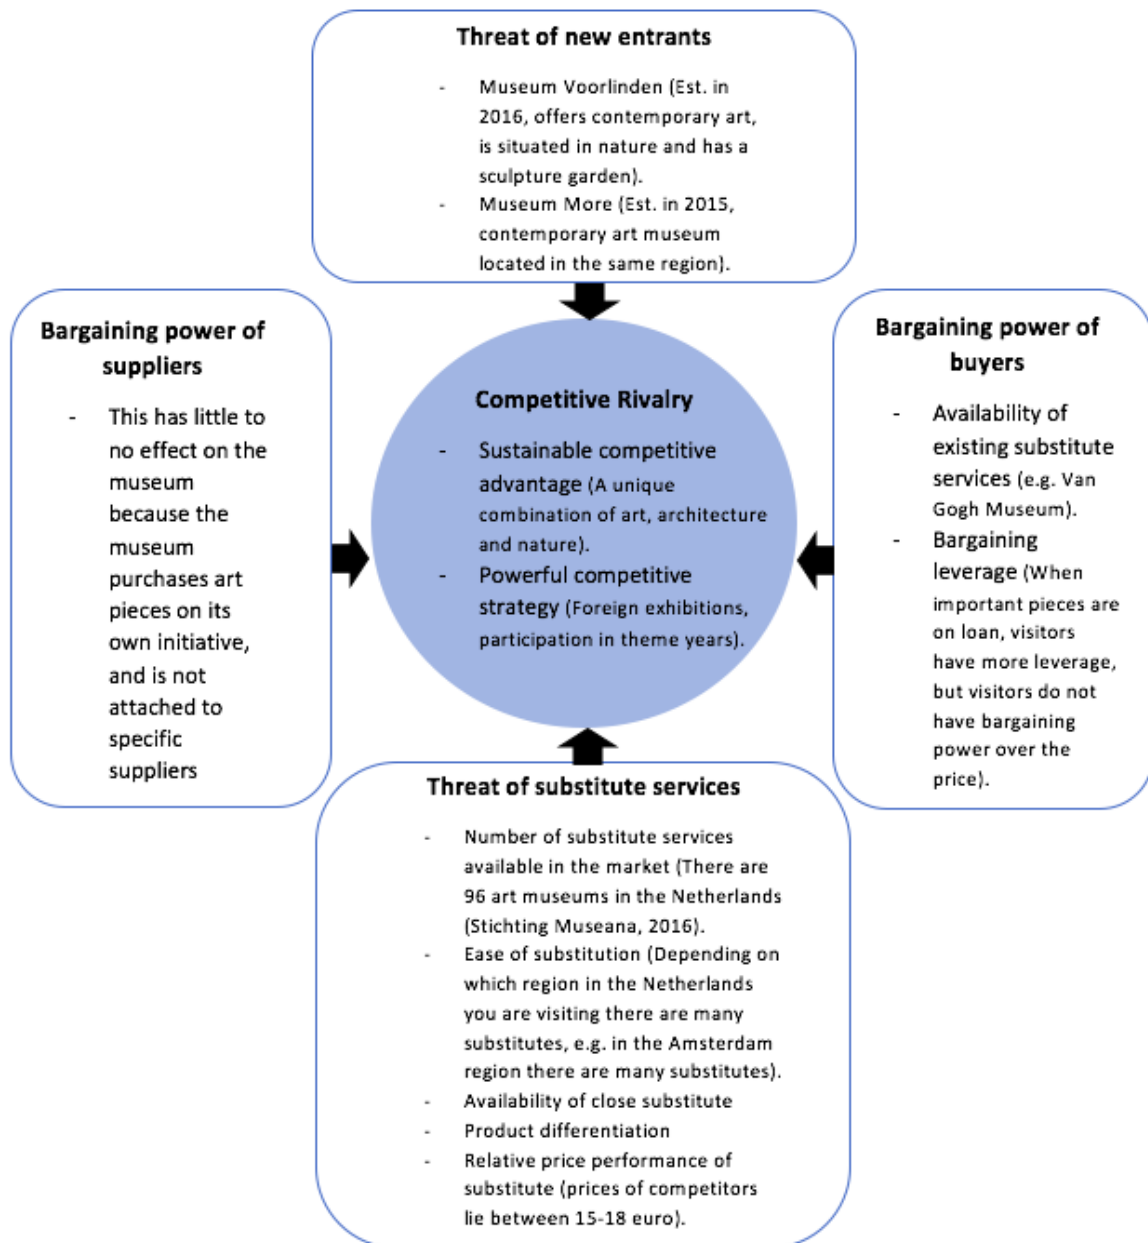 Threat of new entrants
- Museum Voorlinden (Est. in
2016, offers contemporary art,
is situated in nature and has a
sculpture garden).
- Museum More (Est. in 2015,
contemporary art museum
located in the same region).
Bargaining power of
suppliers
- This has little to
no effect on the
museum
because the
museum
purchases art
pieces on its
own initiative,
and is not
attached to
specific
suppliers
Competitive Rivalry
- Sustainable competitive
advantage (A unique
combination of art, architecture
and nature).
- Powerful competitive
strategy (Foreign exhibitions,
participation in theme years).
Bargaining power of
buyers
- Availability of
existing substitute
services (e.g. Van
Gogh Museum).
- Bargaining
leverage (When
important pieces are
on loan, visitors
have more leverage,
but visitors do not
have bargaining
power over the
price).
Threat of substitute services
- Number of substitute services
available in the market (There are
96 art museums in the Netherlands
(Stichting Museana, 2016).
- Ease of substitution (Depending on
which region in the Netherlands
you are visiting there are many
substitutes, e.g. in the Amsterdam
region there are many substitutes).
- Availability of close substitute
- Product differentiation
- Relative price performance of
substitute (prices of competitors
lie between 15-18 euro).